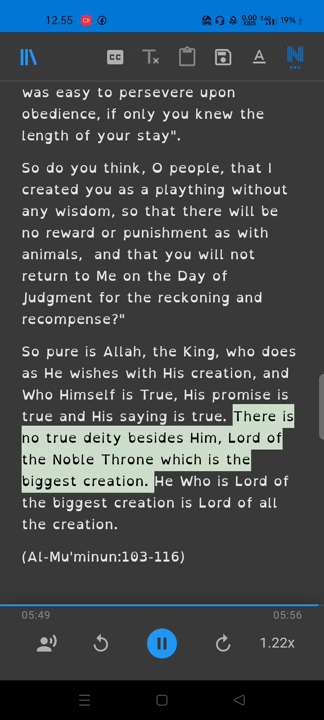 12.55
0.00
KB/S
19%
CC
was easy to persevere upon
obedience, if only you knew the
length of your stay".
So do you think, O people, that I
created you as a plaything without
any wisdom, so that there will be
no reward or punishment as with
animals,  and that you will not
return to Me on the Day of
Judgment for the reckoning and
recompense?"
So pure is Allah, the King, who does
as He wishes with His creation, and
Who Himself is True, His promise is
true and His saying is true. There is
no true deity besides Him, Lord of
the Noble Throne which is the
biggest creation. He Who is Lord of
the biggest creation is Lord of all
the creation.
(Al-Mu'minun:103-116)
05:49
05:56
1.22x